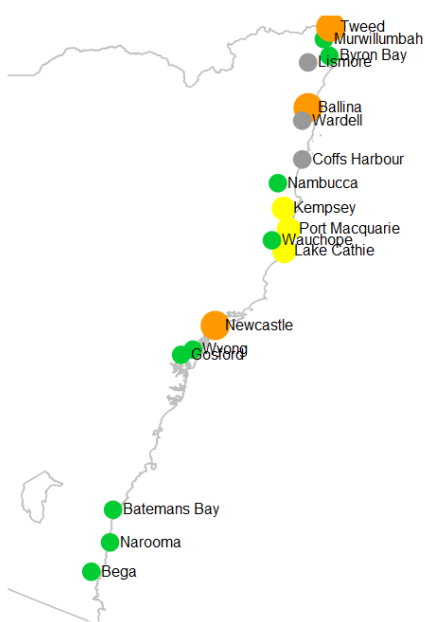 Tweed
Murwillumbah
Byron Bay
Lismore
Ballina
Wardell
Coffs Harbour
Nambucca
Kempsey
Port Macquarie
Wauchope
Lake Cathie
Newcastle
Wyong
Gosford
Batemans Bay
Narooma
Bega